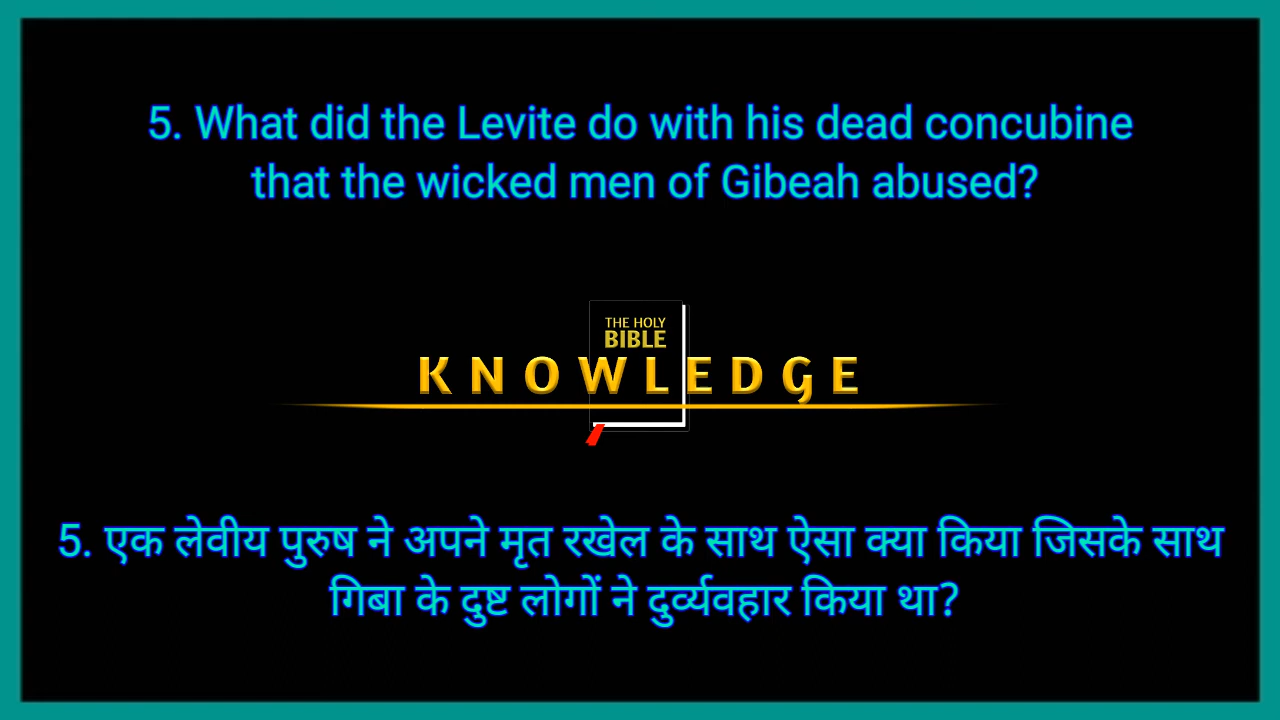 5. What did the Levite do with his dead concubine
that the wicked men of Gibeah abused?
THE HOLY
BIBLE
KNOWLEDGE
5. एक लेवीय पुरुष ने अपने मृत रखेल के साथ ऐसा क्या किया जिसके साथ
गिबा के दुष्ट लोगों ने दुर्व्यवहार किया था?